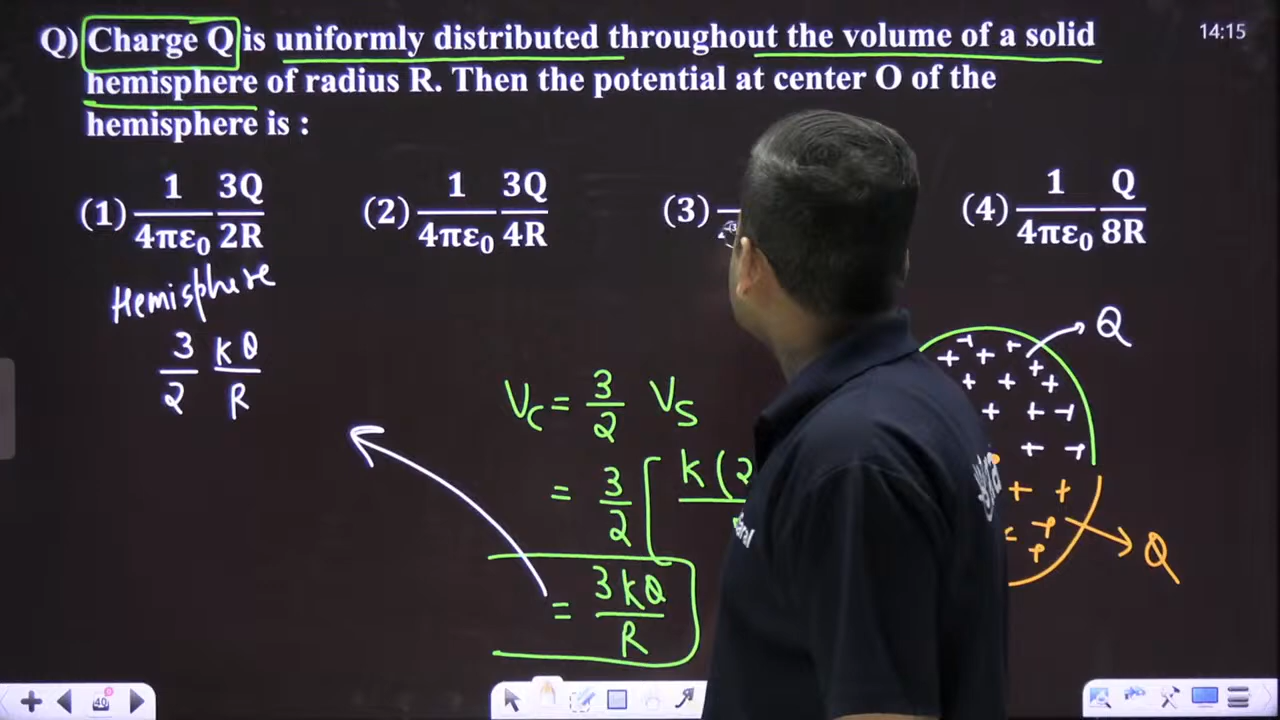 Q) Charge Q is uniformly distributed throughout the volume of a solid
hemisphere of radius R. Then the potential at center O of the
hemisphere is :
14:15
(1) 1/4πε₀ 3Q/2R
(2) 1/4πε₀ 3Q/4R
(3)
(4) 1/4πε₀ Q/8R
Hemisphere
3/2 KQ/R
V_C = 3/2 V_S
= 3/2 [ K(2
= 3KQ/R
Q
+ + + + + + + + + + + + +
+ + + +
Q
40